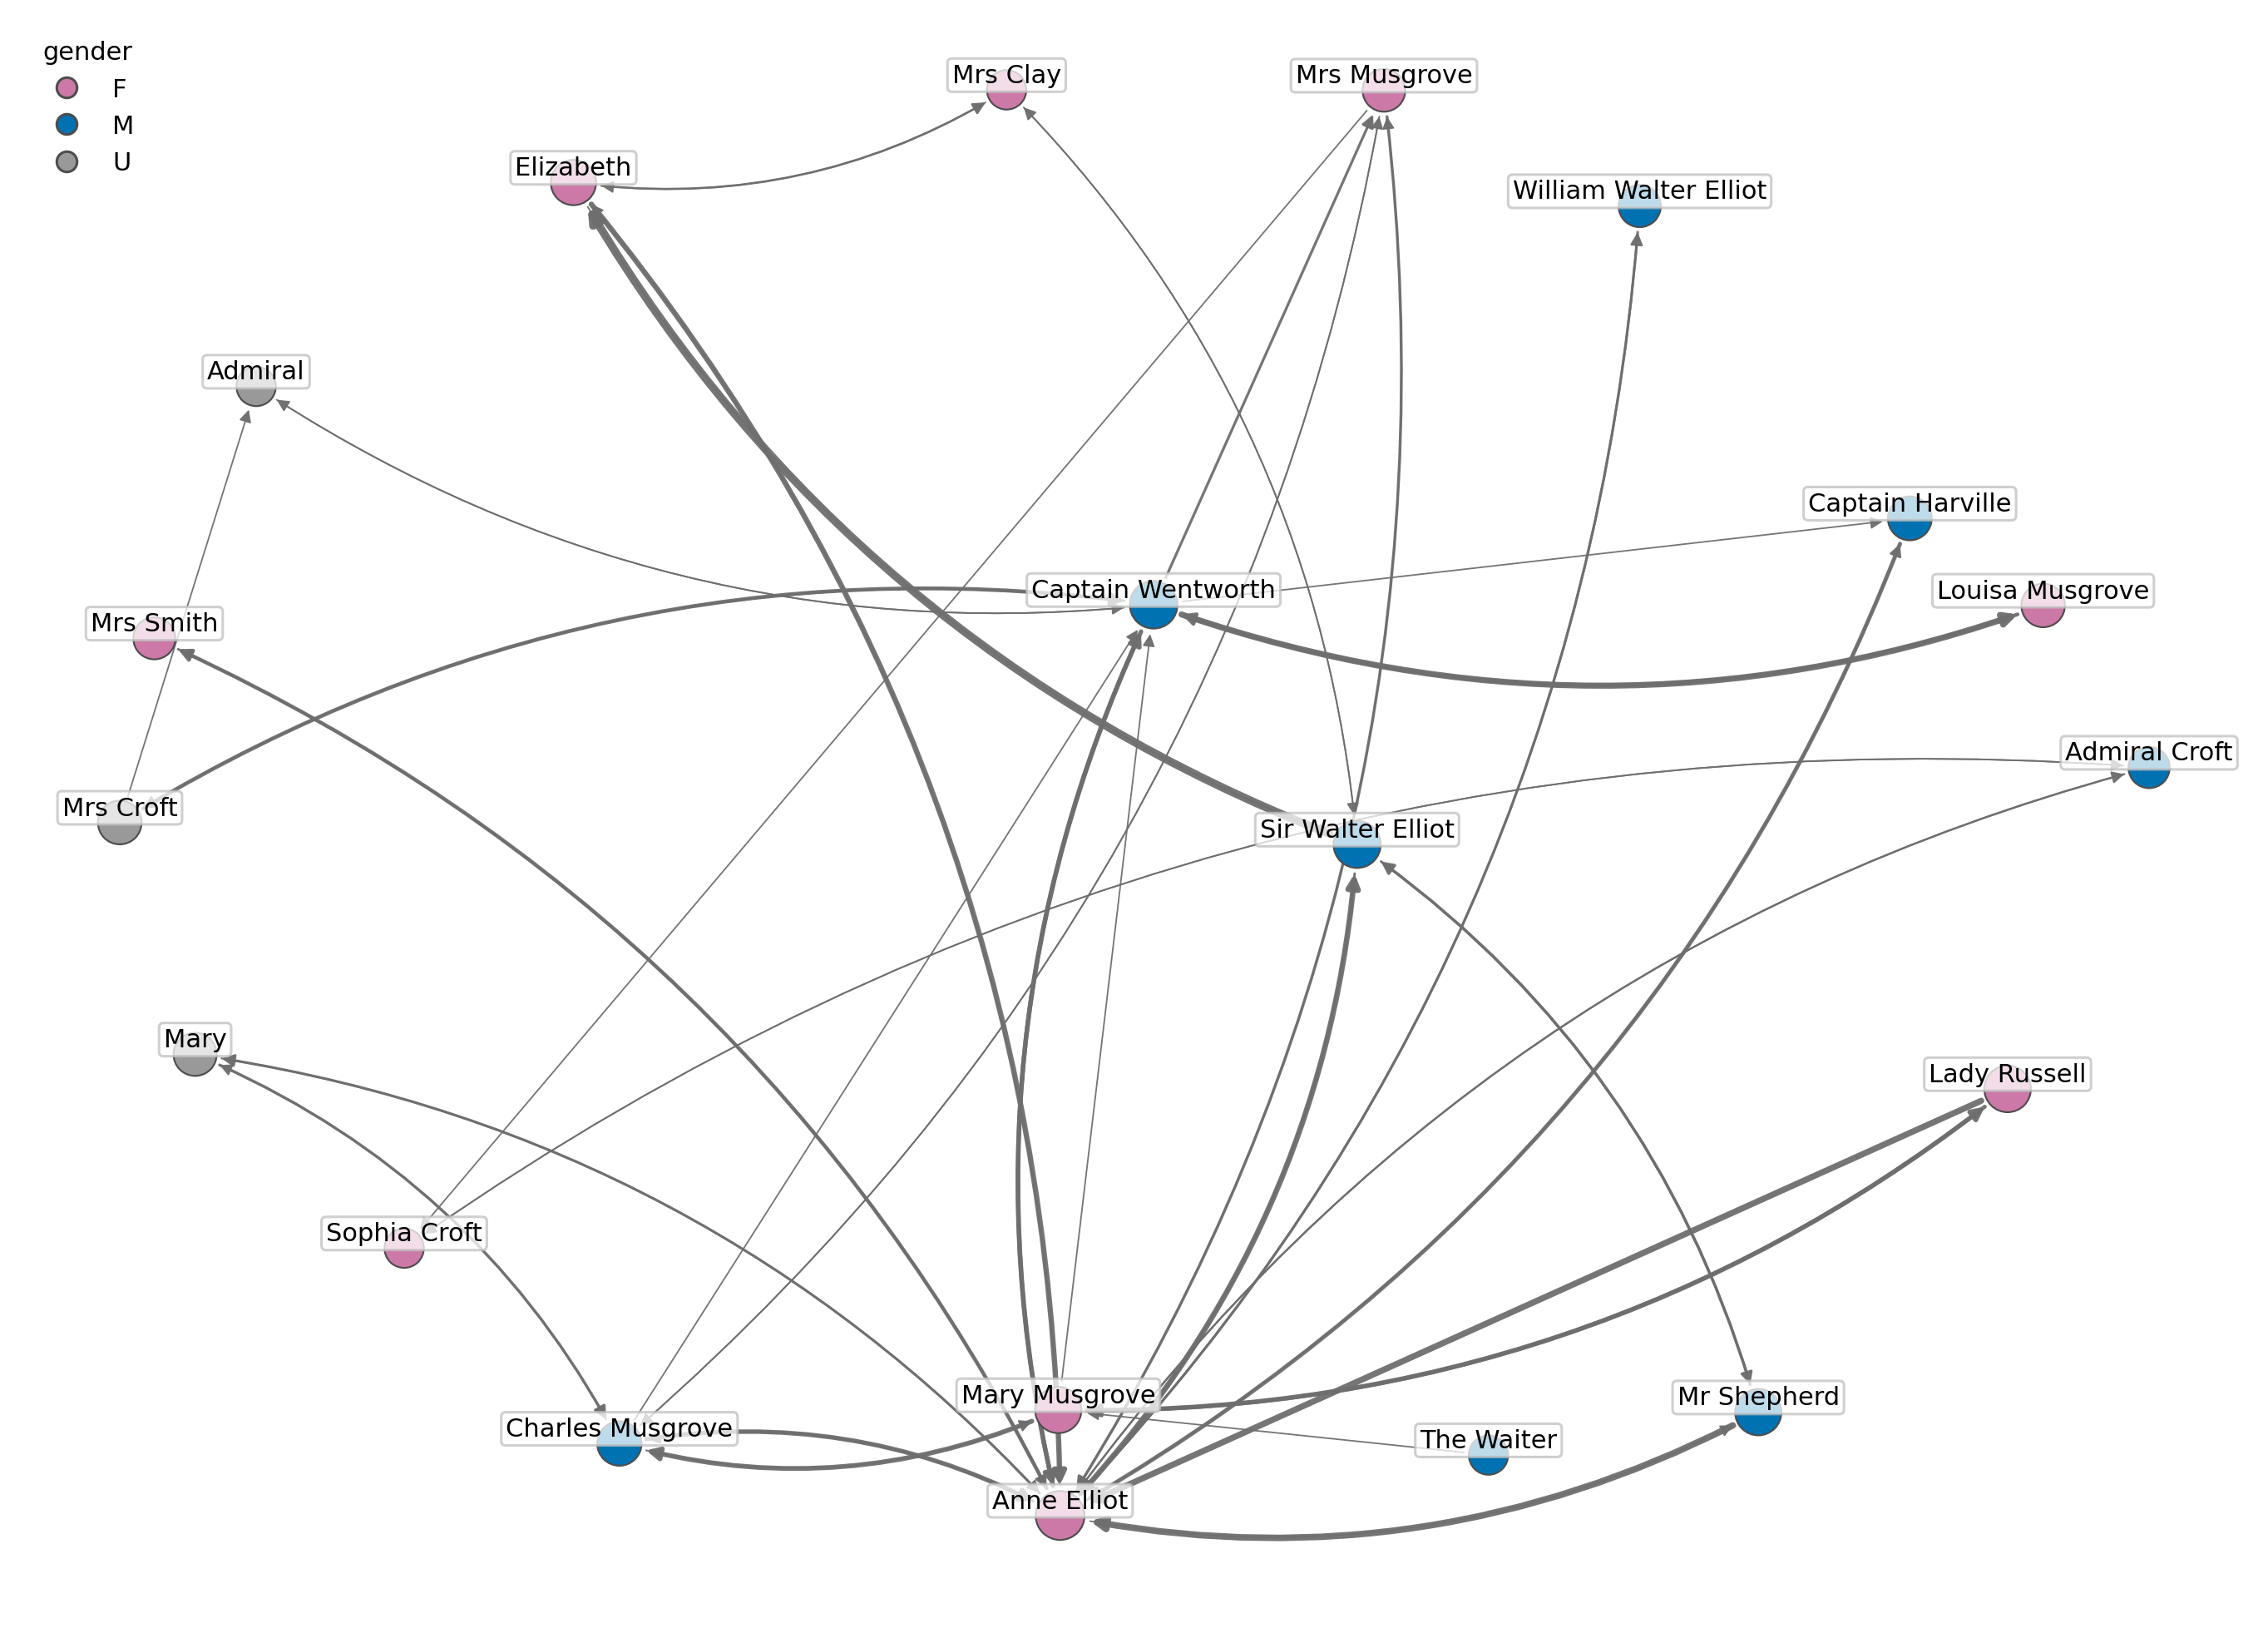 gender
F
M
U
Mrs Clay
Mrs Musgrove
Elizabeth
William Walter Elliot
Admiral
Captain Harville
Captain Wentworth
Louisa Musgrove
Mrs Smith
Admiral Croft
Mrs Croft
Sir Walter Elliot
Mary
Lady Russell
Sophia Croft
Mary Musgrove
Mr Shepherd
Charles Musgrove
The Waiter
Anne Elliot